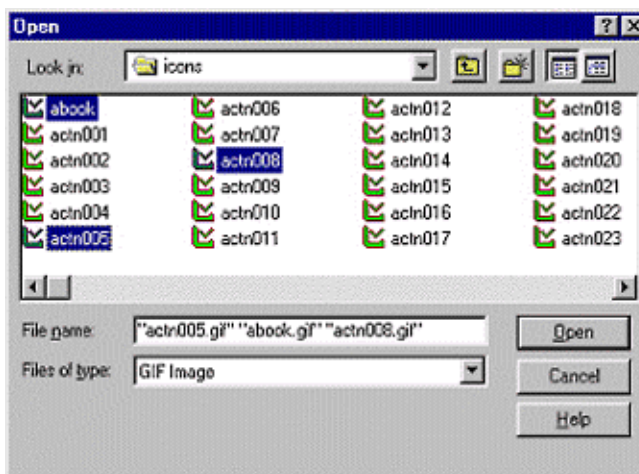 Open
Look in: icons
abook
actn001
actn002
actn003
actn004
actn005
actn006
actn007
actn008
actn009
actn010
actn011
actn012
actn013
actn014
actn015
actn016
actn017
actn018
actn019
actn020
actn021
actn022
actn023
File name: "actn005.gif" "abook.gif" "actn008.gif"
Open
Files of type: GIF Image
Cancel
Help